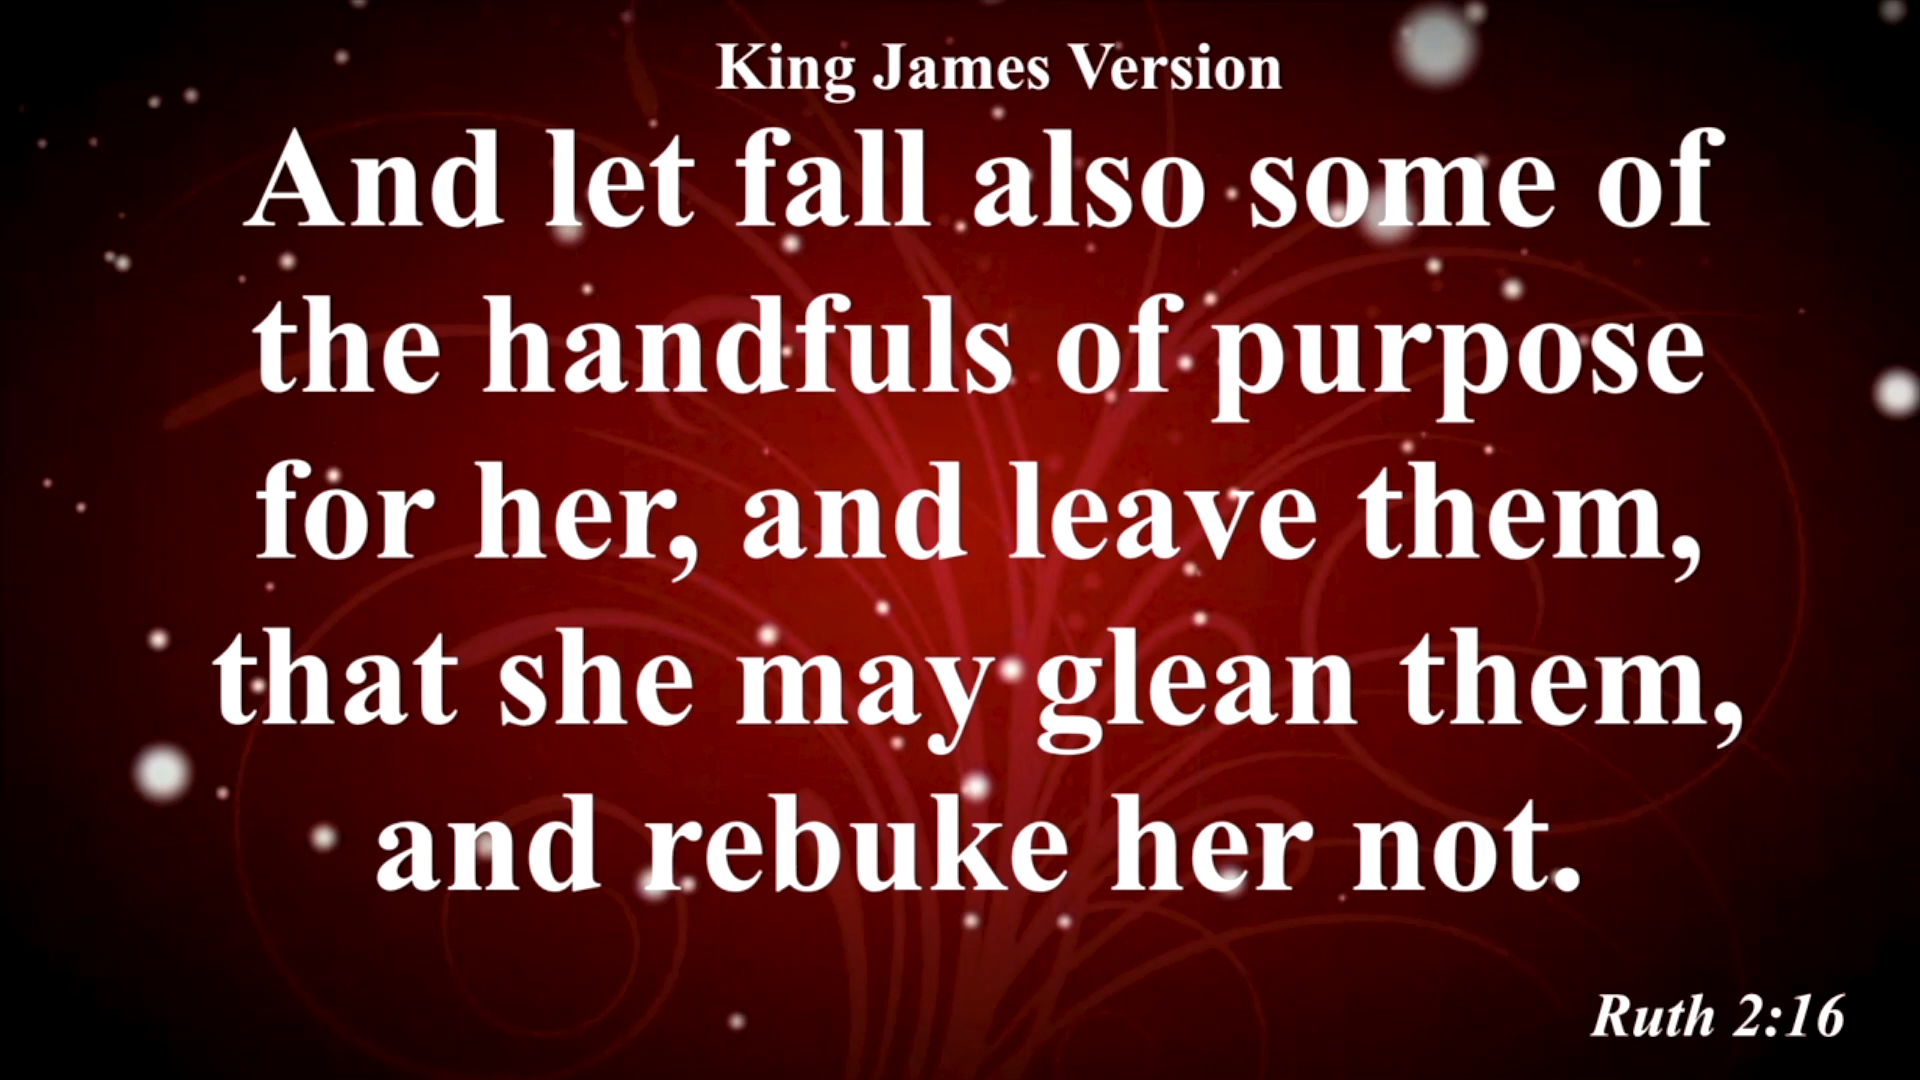 King James Version
And let fall also some of
the handfuls of purpose
for her, and leave them,
that she may glean them,
and rebuke her not.
Ruth 2:16